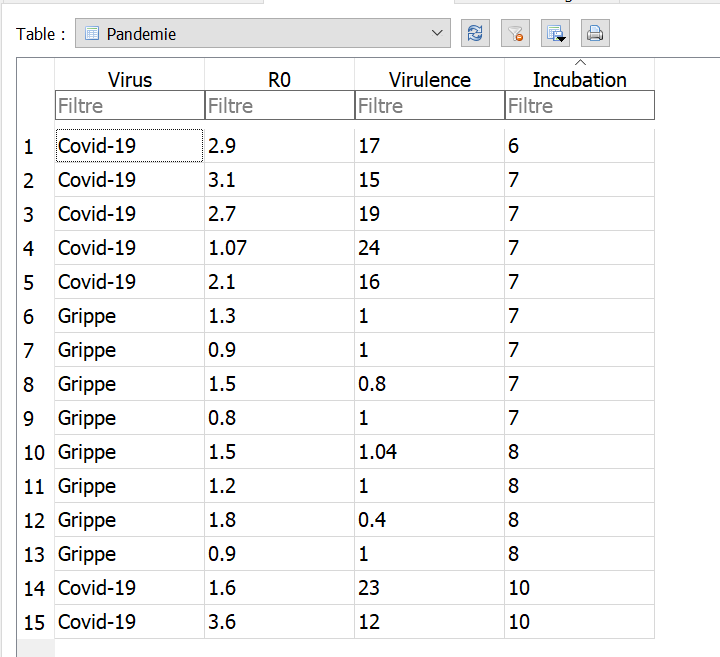 Table : Pandemie
Virus R0 Virulence Incubation
Filtre Filtre Filtre Filtre
1 Covid-19 2.9 17 6
2 Covid-19 3.1 15 7
3 Covid-19 2.7 19 7
4 Covid-19 1.07 24 7
5 Covid-19 2.1 16 7
6 Grippe 1.3 1 7
7 Grippe 0.9 1 7
8 Grippe 1.5 0.8 7
9 Grippe 0.8 1 7
10 Grippe 1.5 1.04 8
11 Grippe 1.2 1 8
12 Grippe 1.8 0.4 8
13 Grippe 0.9 1 8
14 Covid-19 1.6 23 10
15 Covid-19 3.6 12 10